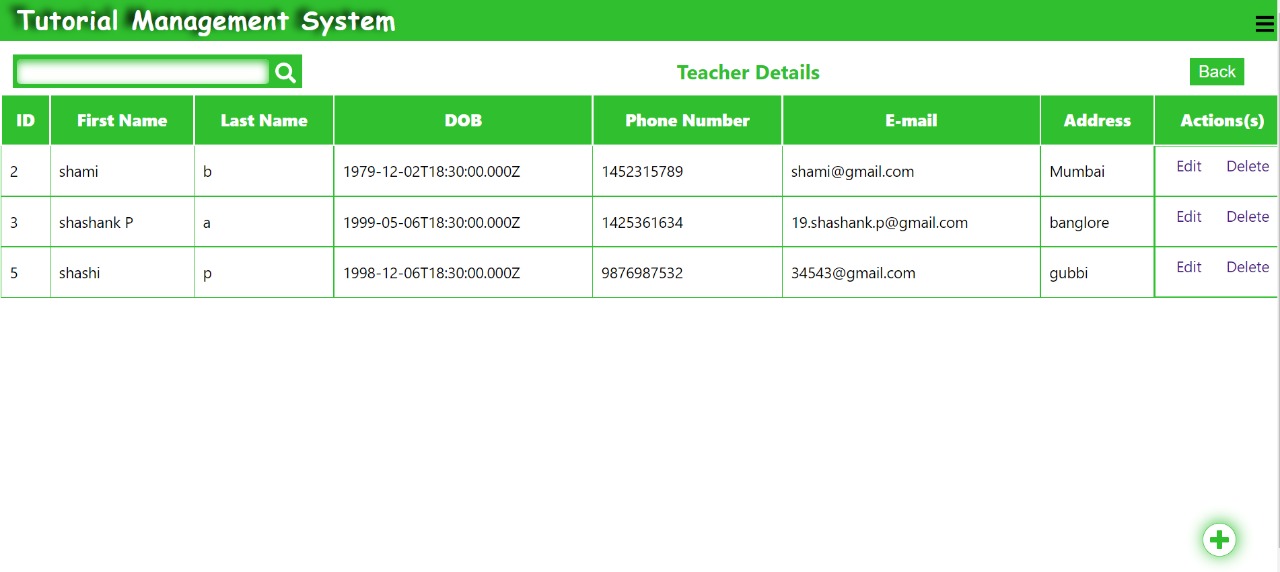 Tutorial Management System
Teacher Details Back
ID First Name Last Name DOB Phone Number E-mail Address Actions(s)
2 shami b 1979-12-02T18:30:00.000Z 1452315789 shami@gmail.com Mumbai Edit Delete
3 shashank P a 1999-05-06T18:30:00.000Z 1425361634 19.shashank.p@gmail.com banglore Edit Delete
5 shashi p 1998-12-06T18:30:00.000Z 9876987532 34543@gmail.com gubbi Edit Delete